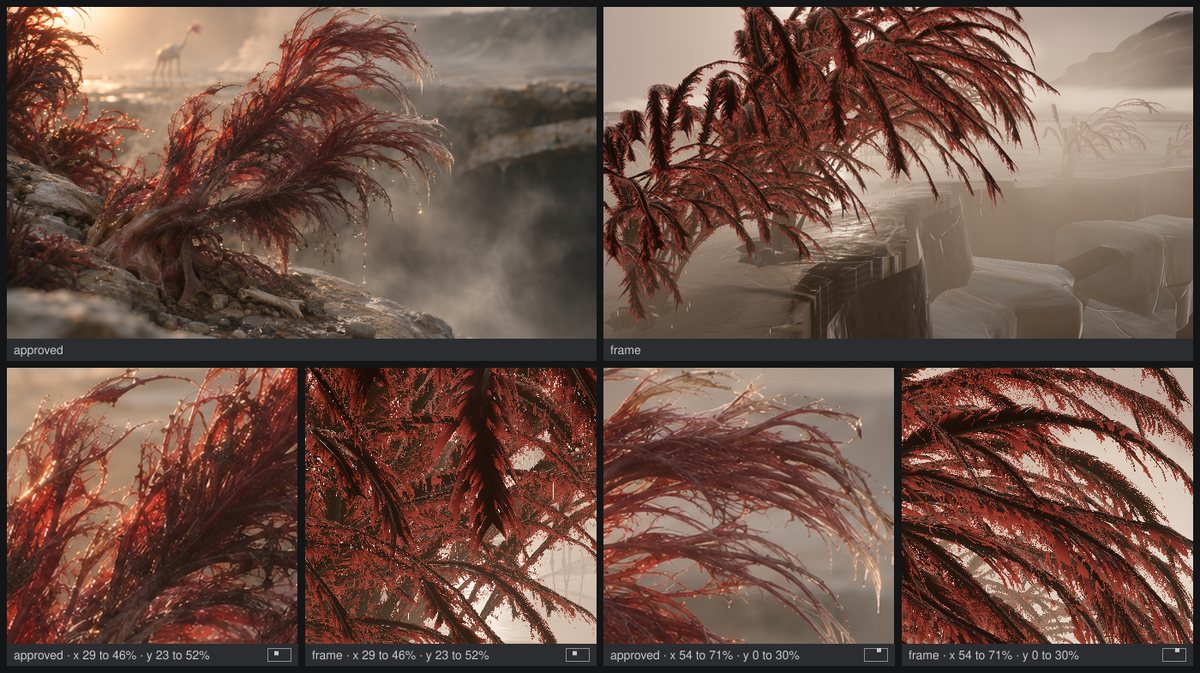 approved
frame
approved · x 29 to 46% · y 23 to 52%
frame · x 29 to 46% · y 23 to 52%
approved · x 54 to 71% · y 0 to 30%
frame · x 54 to 71% · y 0 to 30%